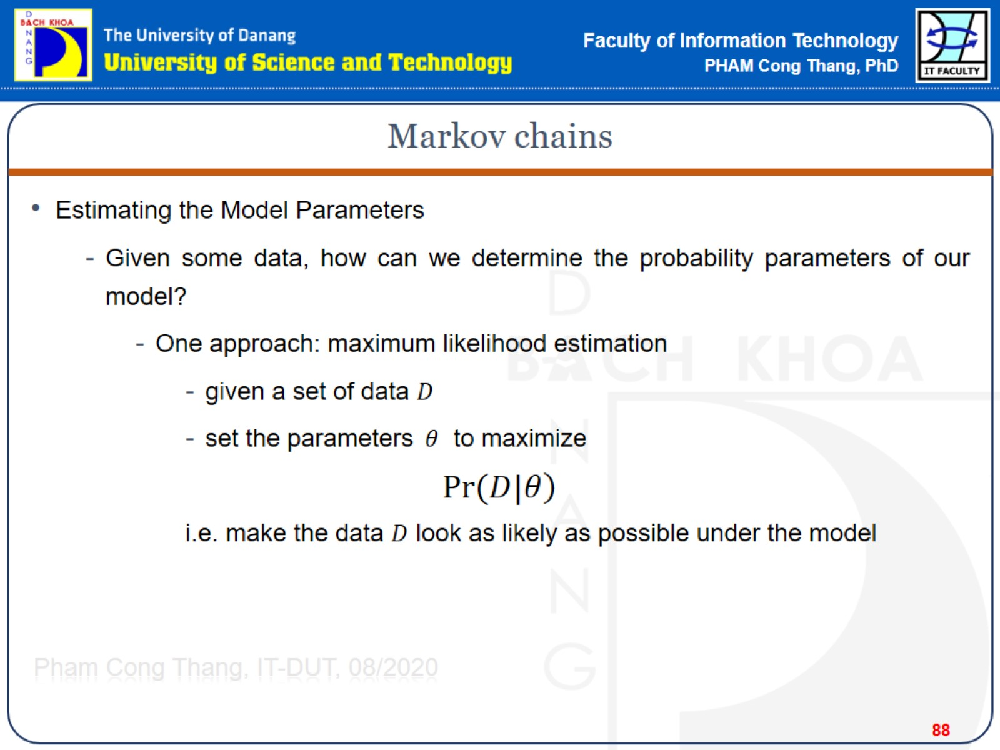 D
BACH KHOA
N
A
N
G
The University of Danang
University of Science and Technology
Faculty of Information Technology
PHAM Cong Thang, PhD
IT FACULTY
Markov chains
• Estimating the Model Parameters
- Given some data, how can we determine the probability parameters of our
model?
- One approach: maximum likelihood estimation
- given a set of data D
- set the parameters θ to maximize
Pr(D|θ)
i.e. make the data D look as likely as possible under the model
D
BACH KHOA
N
A
N
G
Pham Cong Thang, IT-DUT, 08/2020
88